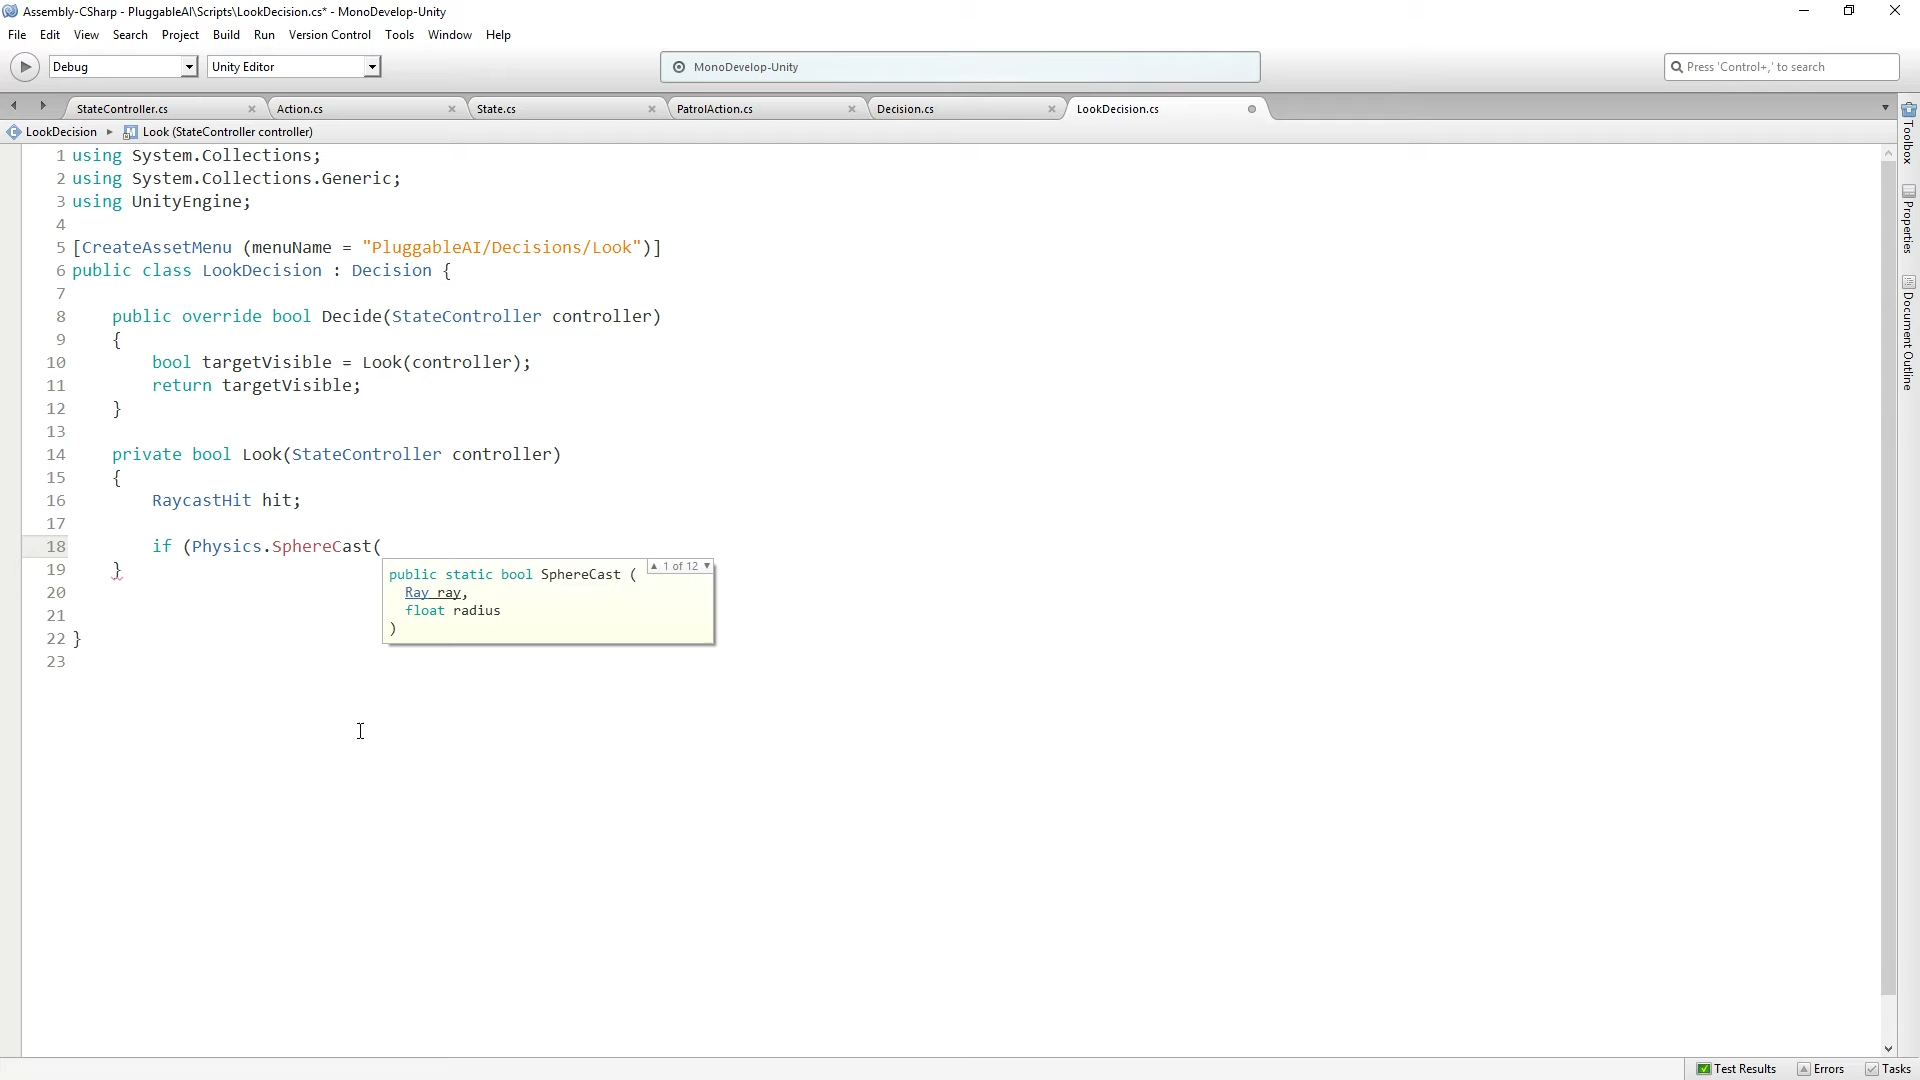 Assembly-CSharp - PluggableAI\Scripts\LookDecision.cs* - MonoDevelop-Unity
File Edit View Search Project Build Run Version Control Tools Window Help
Debug Unity Editor MonoDevelop-Unity Press 'Control+,' to search
StateController.cs Action.cs State.cs PatrolAction.cs Decision.cs LookDecision.cs
LookDecision Look (StateController controller)
1 using System.Collections;
2 using System.Collections.Generic;
3 using UnityEngine;
4
5 [CreateAssetMenu (menuName = "PluggableAI/Decisions/Look")]
6 public class LookDecision : Decision {
7
8 public override bool Decide(StateController controller)
9 {
10 bool targetVisible = Look(controller);
11 return targetVisible;
12 }
13
14 private bool Look(StateController controller)
15 {
16 RaycastHit hit;
17
18 if (Physics.SphereCast(
19 }
20
21
22 }
23
1 of 12
public static bool SphereCast (
Ray ray,
float radius
)
Toolbox
Properties
Document Outline
Test Results Errors Tasks